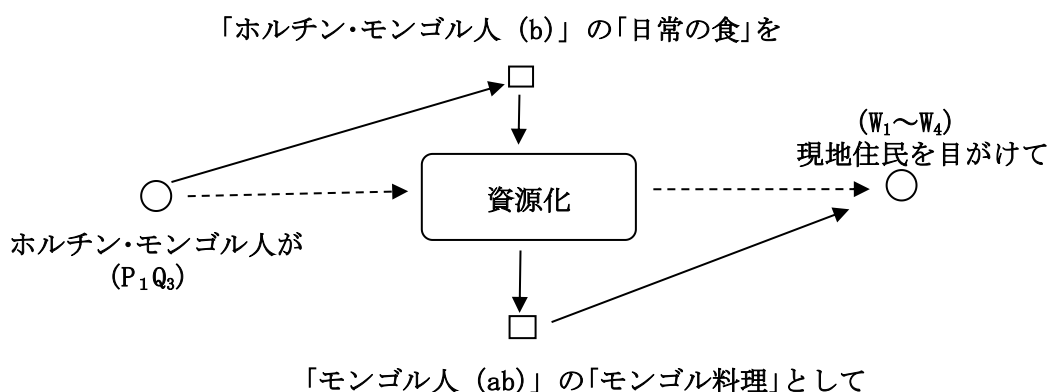 「ホルチン・モンゴル人 (b)」の「日常の食」を
(W₁～W₄)
現地住民を目がけて
資源化
ホルチン・モンゴル人が
(P₁Q₃)
「モンゴル人 (ab)」の「モンゴル料理」として